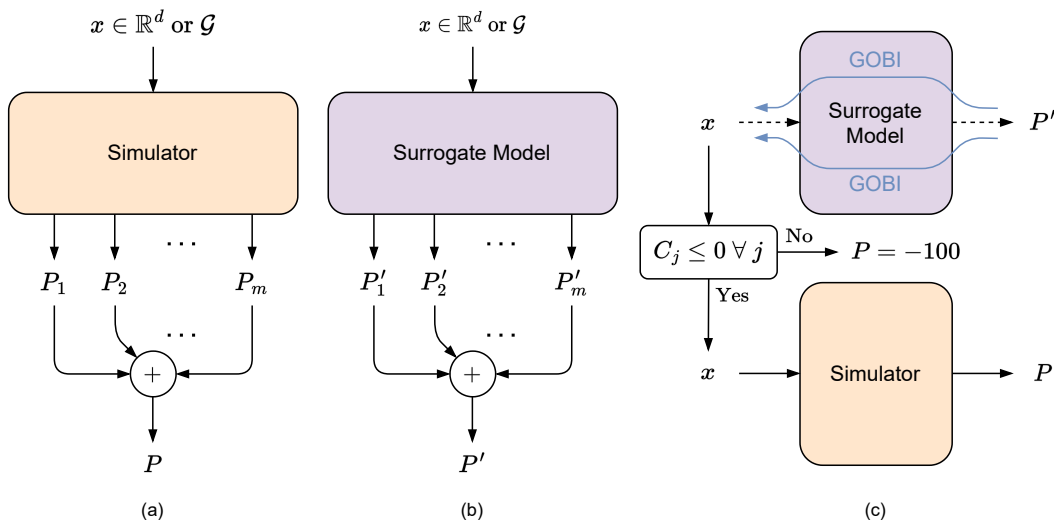 x ∈ ℝ^d or 𝒢
Simulator
P_1 P_2 ... P_m
...
+
P
(a)
x ∈ ℝ^d or 𝒢
Surrogate Model
P'_1 P'_2 ... P'_m
...
+
P'
(b)
GOBI
x
Surrogate
Model
P'
GOBI
C_j ≤ 0 ∀ j
No
P = −100
Yes
x
Simulator
P
(c)